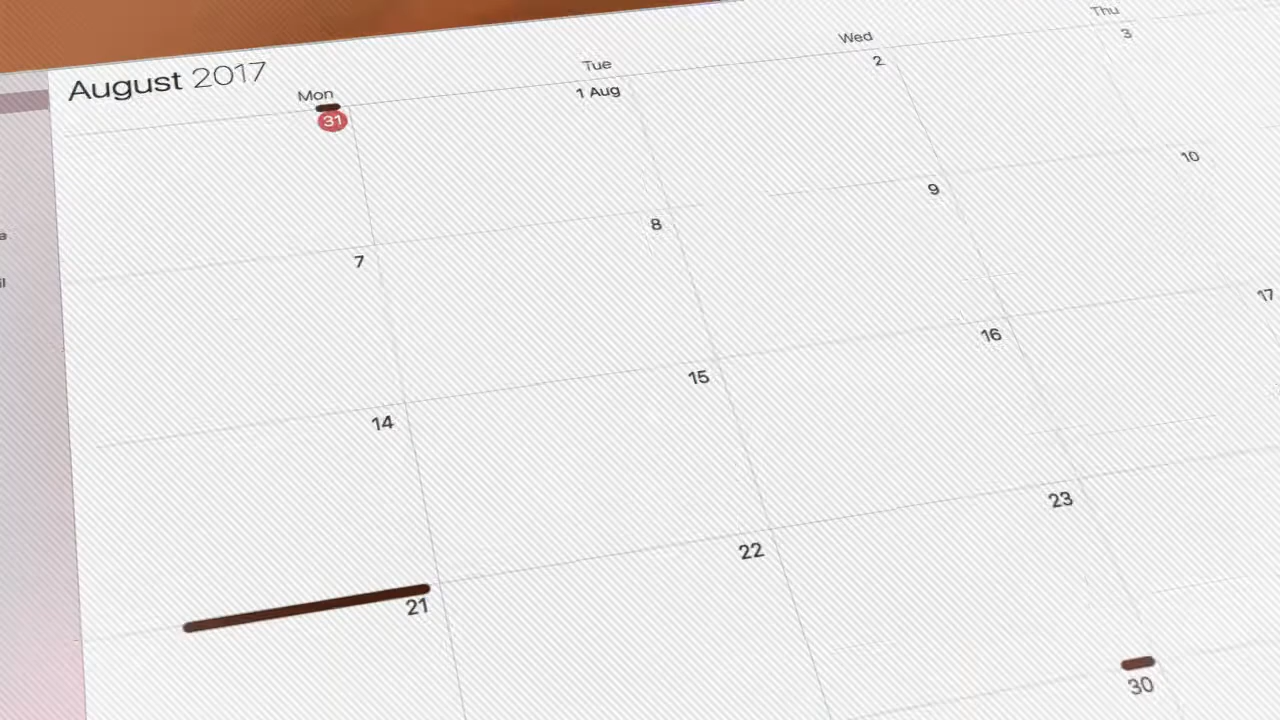 August 2017
Mon Tue Wed Thu
31 1 Aug 2 3
7 8 9 10
14 15 16 17
21 22 23
30